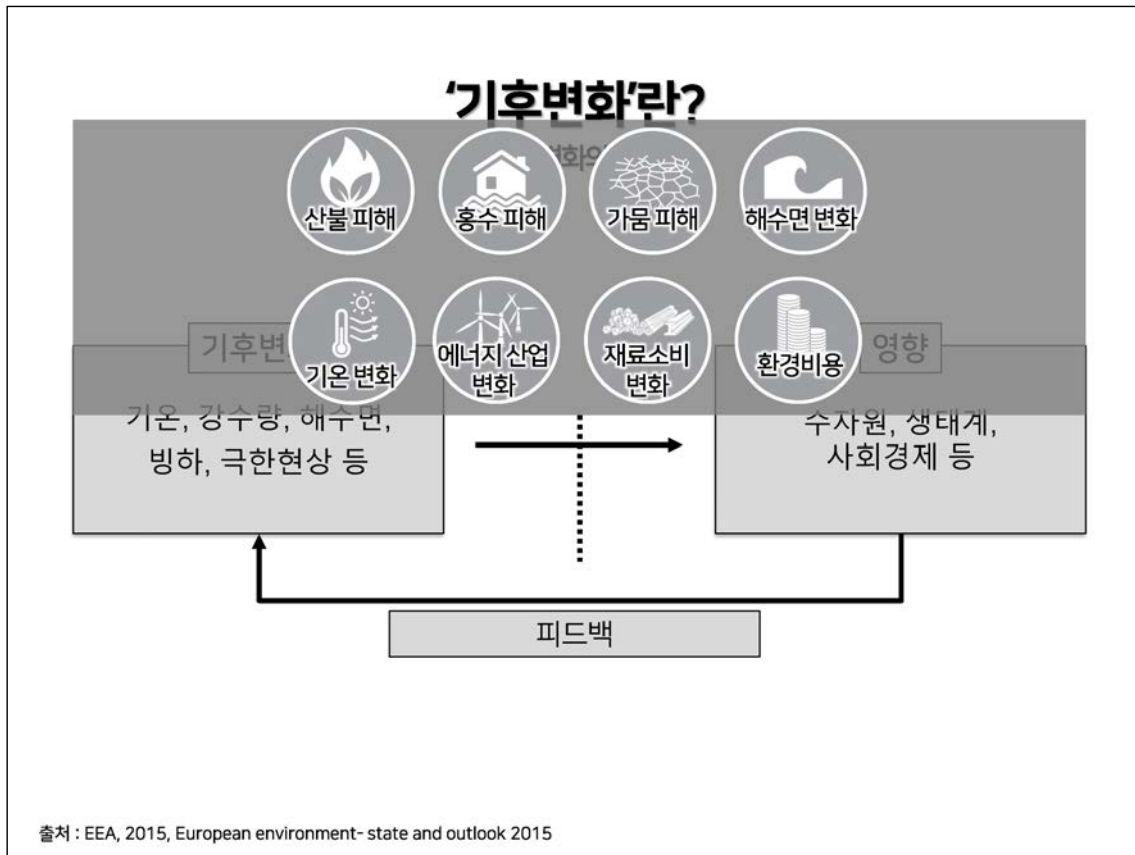 ‘기후변화’란?
산불 피해
홍수 피해
가뭄 피해
해수면 변화
기온 변화
에너지 산업
변화
재료소비
변화
환경비용
영향
기온, 강수량, 해수면,
빙하, 극한현상 등
수자원, 생태계,
사회경제 등
피드백
출처 : EEA, 2015, European environment- state and outlook 2015